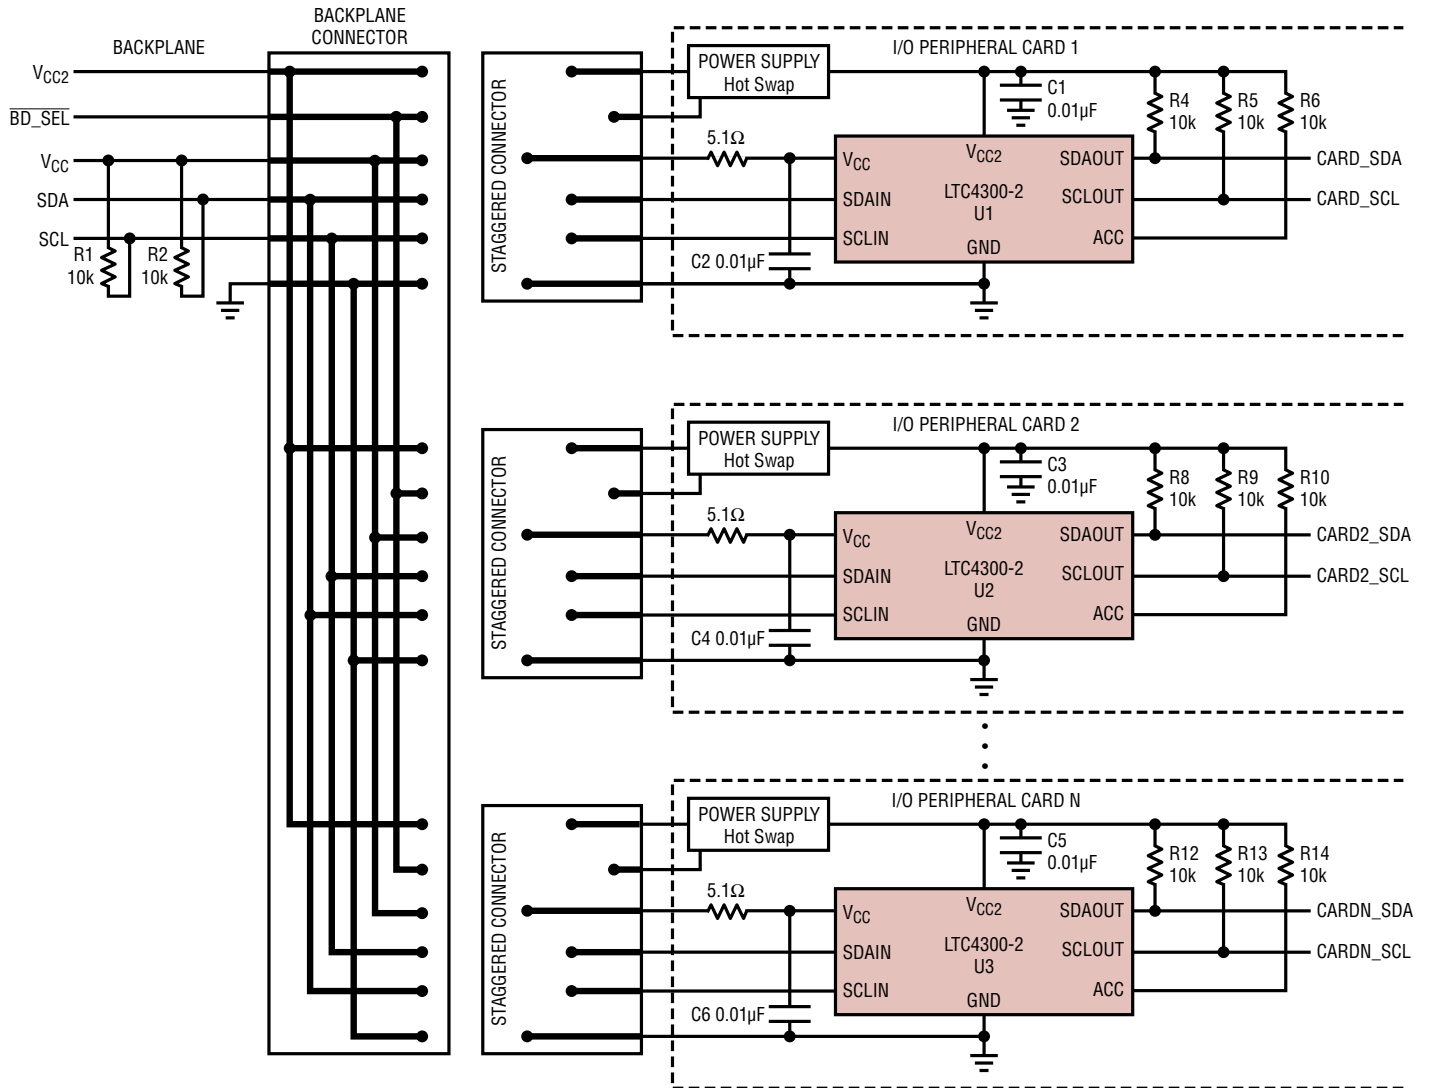 BACKPLANE
BACKPLANE
CONNECTOR
VCC2
BD_SEL
VCC
SDA
SCL
R1
10k
R2
10k
STAGGERED CONNECTOR
I/O PERIPHERAL CARD 1
POWER SUPPLY
Hot Swap
C1
0.01µF
R4
10k
R5
10k
R6
10k
5.1Ω
VCC
VCC2
SDAOUT
CARD_SDA
SDAIN
LTC4300-2
U1
SCLOUT
CARD_SCL
SCLIN
GND
ACC
C2 0.01µF
STAGGERED CONNECTOR
I/O PERIPHERAL CARD 2
POWER SUPPLY
Hot Swap
C3
0.01µF
R8
10k
R9
10k
R10
10k
5.1Ω
VCC
VCC2
SDAOUT
CARD2_SDA
SDAIN
LTC4300-2
U2
SCLOUT
CARD2_SCL
SCLIN
GND
ACC
C4 0.01µF
STAGGERED CONNECTOR
I/O PERIPHERAL CARD N
POWER SUPPLY
Hot Swap
C5
0.01µF
R12
10k
R13
10k
R14
10k
5.1Ω
VCC
VCC2
SDAOUT
CARDN_SDA
SDAIN
LTC4300-2
U3
SCLOUT
CARDN_SCL
SCLIN
GND
ACC
C6 0.01µF